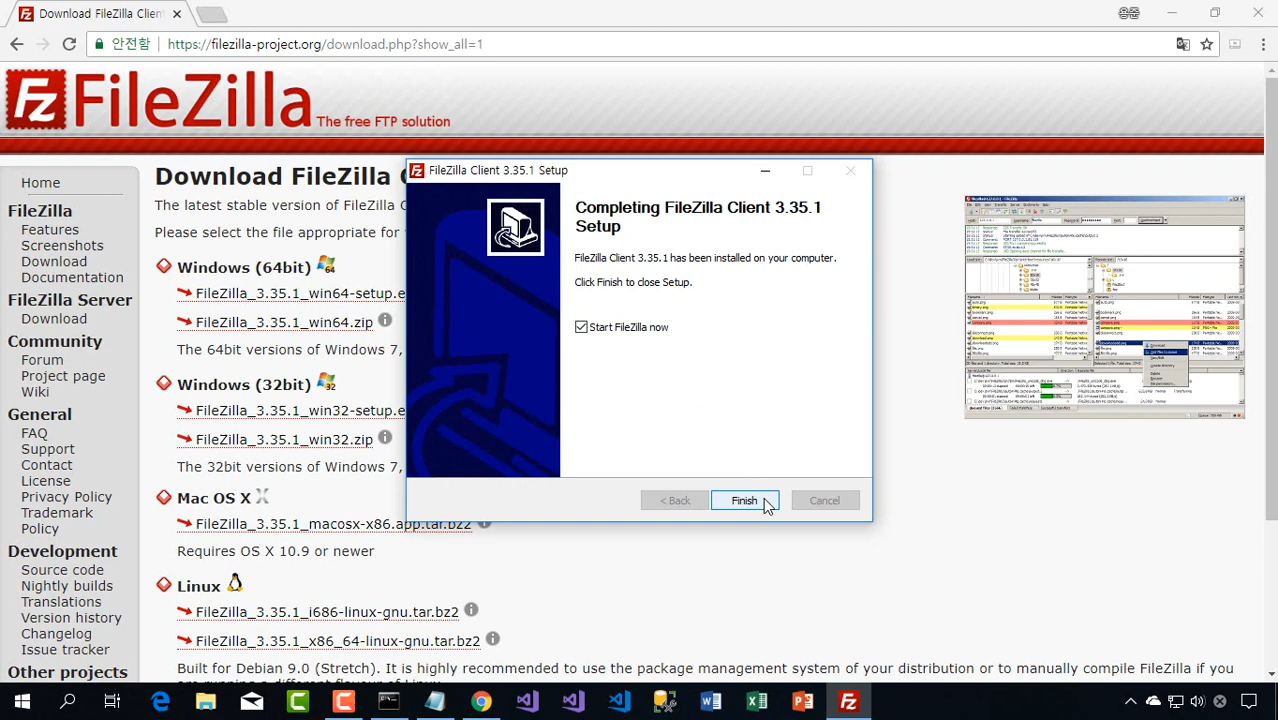 Download FileZilla Clien
용준
안전함 https://filezilla-project.org/download.php?show_all=1
FileZilla
The free FTP solution
Home
FileZilla
Features
Screenshots
Download
Documentation
FileZilla Server
Download
Community
Forum
Project page
Wiki
General
FAQ
Support
Contact
License
Privacy Policy
Trademark
Policy
Development
Source code
Nightly builds
Translations
Version history
Changelog
Issue tracker
Other projects
Download FileZilla C
The latest stable version of FileZilla C
Please select the file appropriate for
Windows (64bit)
FileZilla_3.35.1_win64-setup.e
FileZilla_3.35.1_win64.zip
The 64bit versions of Windows 7,
Windows (32bit)
FileZilla_3.35.1_win32-setup.e
FileZilla_3.35.1_win32.zip
The 32bit versions of Windows 7,
Mac OS X
FileZilla_3.35.1_macosx-x86.app.tar.bz2
Requires OS X 10.9 or newer
Linux
FileZilla_3.35.1_i686-linux-gnu.tar.bz2
FileZilla_3.35.1_x86_64-linux-gnu.tar.bz2
Built for Debian 9.0 (Stretch). It is highly recommended to use the package management system of your distribution or to manually compile FileZilla if you
are running a different flavour of Linux.
FileZilla Client 3.35.1 Setup
Completing FileZilla Client 3.35.1
Setup
FileZilla Client 3.35.1 has been installed on your computer.
Click Finish to close Setup.
Start FileZilla now
< Back
Finish
Cancel